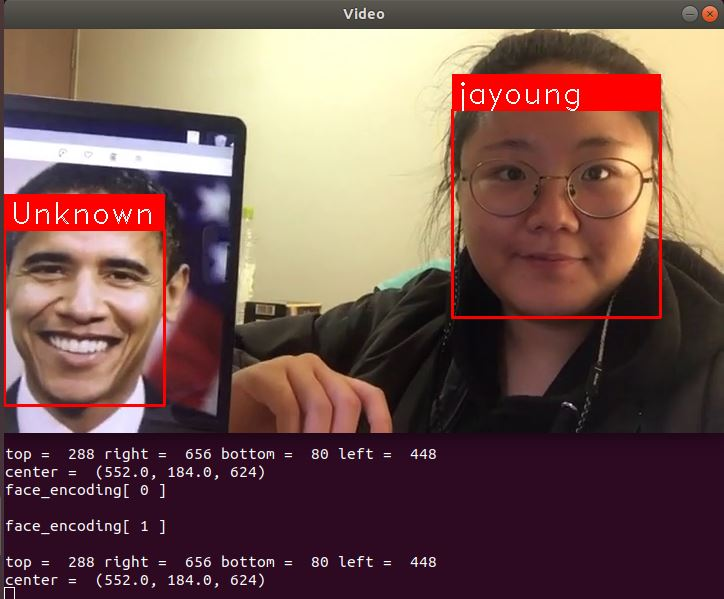 Video
jayoung
Unknown
top =  288 right =  656 bottom =  80 left =  448
center =  (552.0, 184.0, 624)
face_encoding[ 0 ]
face_encoding[ 1 ]
top =  288 right =  656 bottom =  80 left =  448
center =  (552.0, 184.0, 624)